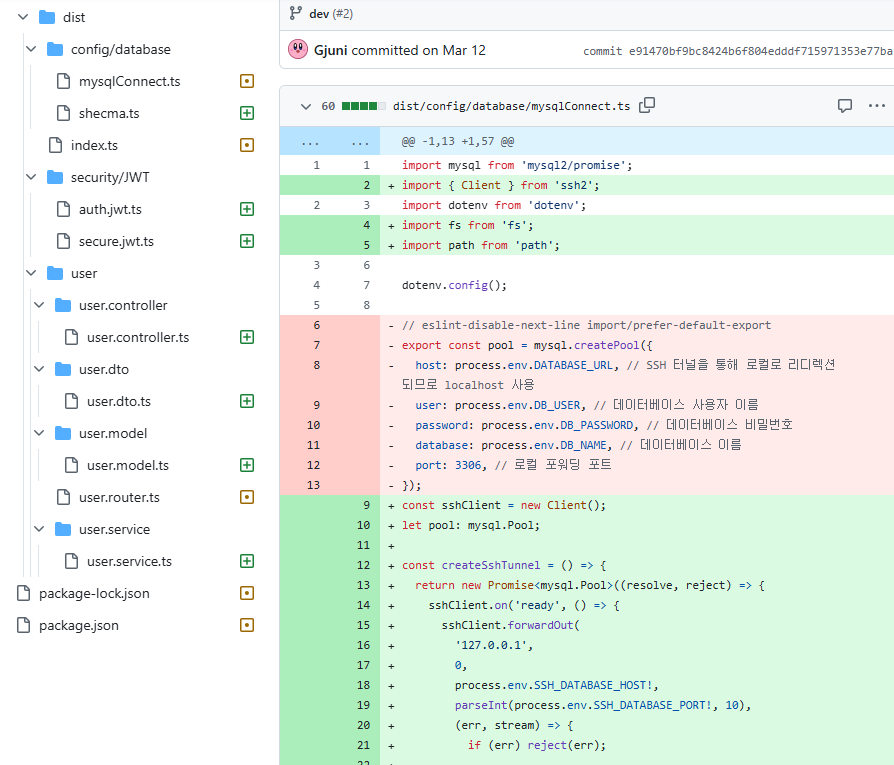 dist
config/database
mysqlConnect.ts
shecma.ts
index.ts
security/JWT
auth.jwt.ts
secure.jwt.ts
user
user.controller
user.controller.ts
user.dto
user.dto.ts
user.model
user.model.ts
user.router.ts
user.service
user.service.ts
package-lock.json
package.json
dev (#2)
Gjuni committed on Mar 12
commit e91470bf9bc8424b6f804edddf715971353e77ba
60 dist/config/database/mysqlConnect.ts
... ... @@ -1,13 +1,57 @@
1 1 import mysql from 'mysql2/promise';
2 + import { Client } from 'ssh2';
2 3 import dotenv from 'dotenv';
4 + import fs from 'fs';
5 + import path from 'path';
3 6
4 7 dotenv.config();
5 8
6 - // eslint-disable-next-line import/prefer-default-export
7 - export const pool = mysql.createPool({
8 - host: process.env.DATABASE_URL, // SSH 터널을 통해 로컬로 리디렉션
되므로 localhost 사용
9 - user: process.env.DB_USER, // 데이터베이스 사용자 이름
10 - password: process.env.DB_PASSWORD, // 데이터베이스 비밀번호
11 - database: process.env.DB_NAME, // 데이터베이스 이름
12 - port: 3306, // 로컬 포워딩 포트
13 - });
9 + const sshClient = new Client();
10 + let pool: mysql.Pool;
11 +
12 + const createSshTunnel = () => {
13 + return new Promise<mysql.Pool>((resolve, reject) => {
14 + sshClient.on('ready', () => {
15 + sshClient.forwardOut(
16 + '127.0.0.1',
17 + 0,
18 + process.env.SSH_DATABASE_HOST!,
19 + parseInt(process.env.SSH_DATABASE_PORT!, 10),
20 + (err, stream) => {
21 + if (err) reject(err);